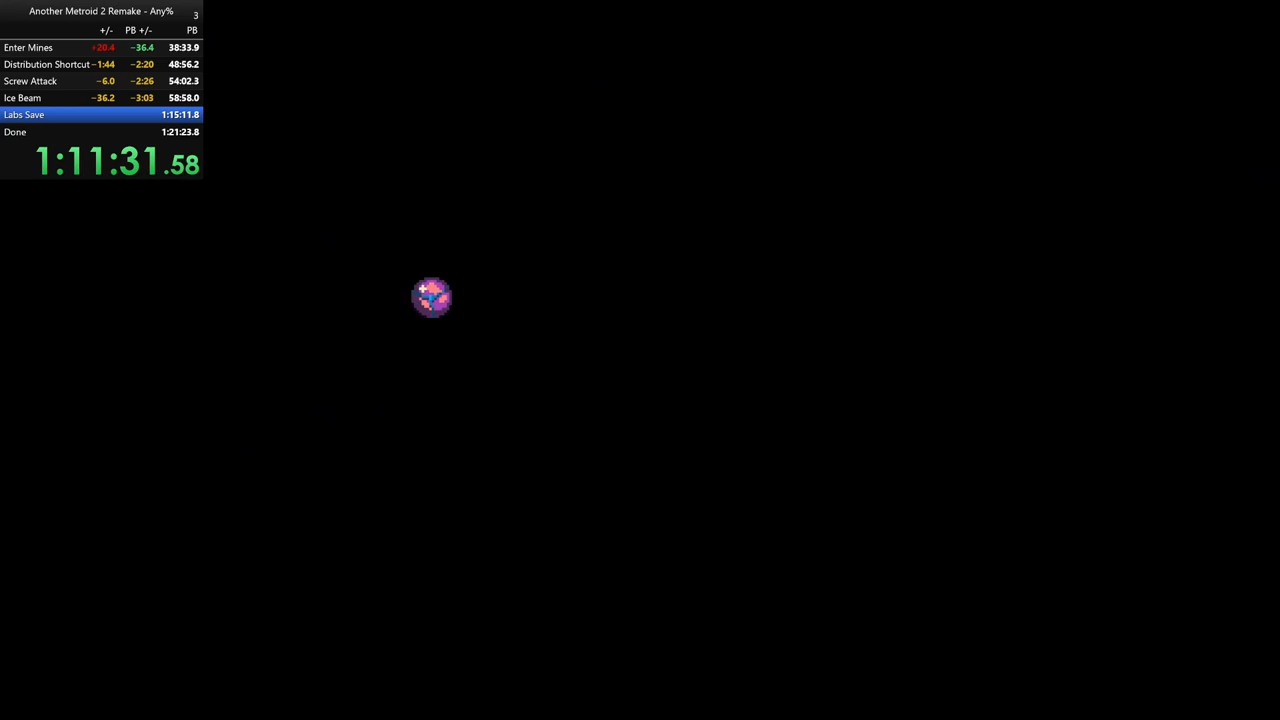 Another Metroid 2 Remake - Any%
3
+/- PB +/- PB
Enter Mines +20.4 −36.4 38:33.9
Distribution Shortcut −1:44 −2:20 48:56.2
Screw Attack −6.0 −2:26 54:02.3
Ice Beam −36.2 −3:03 58:58.0
Labs Save 1:15:11.8
Done 1:21:23.8
1:11:31.58